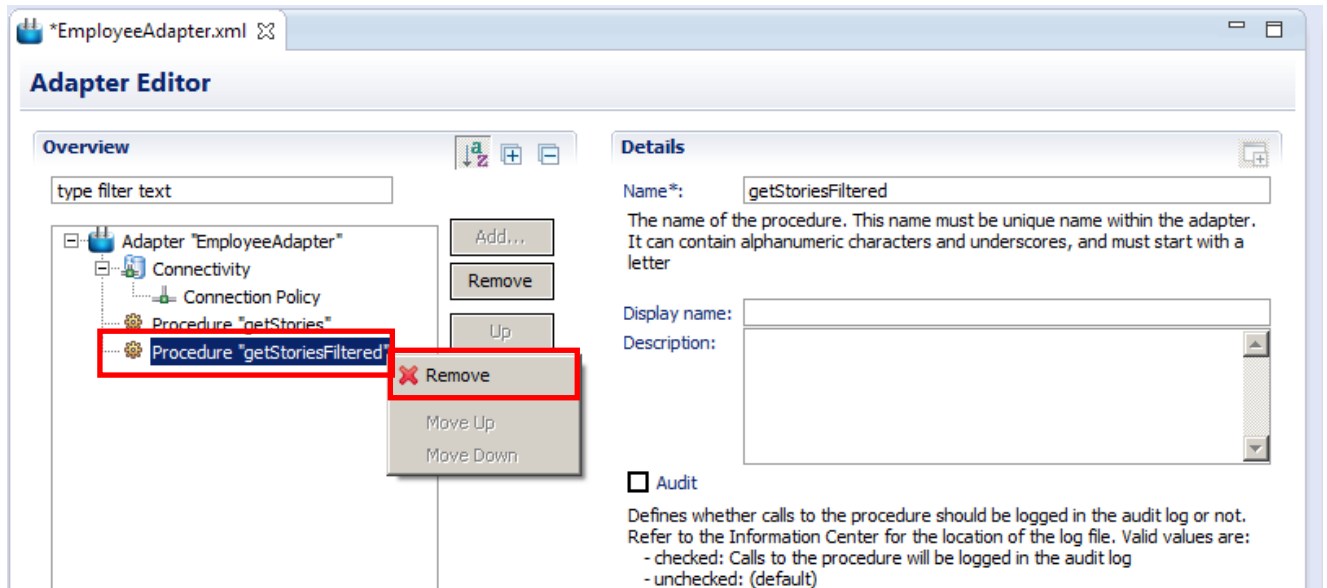 *EmployeeAdapter.xml
Adapter Editor
Overview
type filter text
Adapter "EmployeeAdapter"
Connectivity
Connection Policy
Procedure "getStories"
Procedure "getStoriesFiltered"
Add...
Remove
Up
Remove
Move Up
Move Down
Details
Name*: getStoriesFiltered
The name of the procedure. This name must be unique name within the adapter.
It can contain alphanumeric characters and underscores, and must start with a
letter
Display name:
Description:
Audit
Defines whether calls to the procedure should be logged in the audit log or not.
Refer to the Information Center for the location of the log file. Valid values are:
- checked: Calls to the procedure will be logged in the audit log
- unchecked: (default)